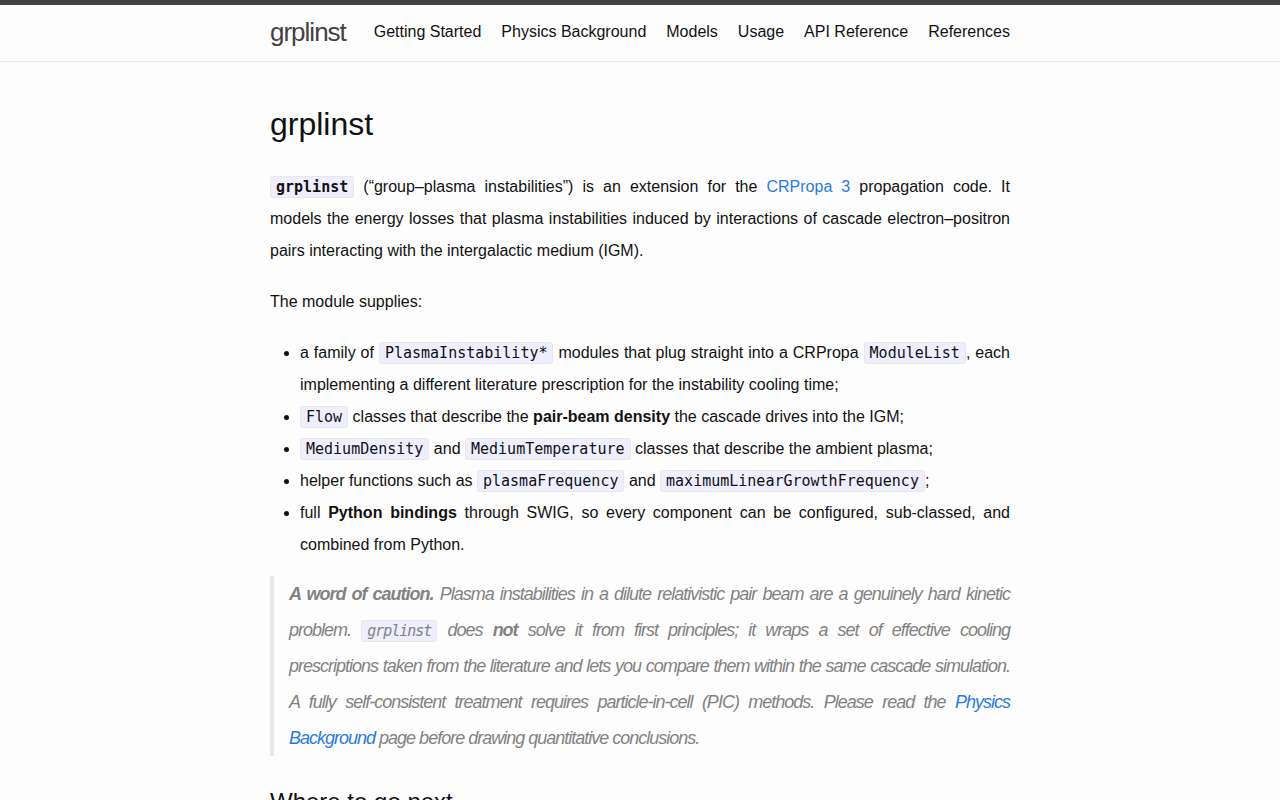 grplinst Getting Started Physics Background Models Usage API Reference References
grplinst
grplinst (“group–plasma instabilities”) is an extension for the CRPropa 3 propagation code. It
models the energy losses that plasma instabilities induced by interactions of cascade electron–positron
pairs interacting with the intergalactic medium (IGM).
The module supplies:
a family of PlasmaInstability* modules that plug straight into a CRPropa ModuleList, each
implementing a different literature prescription for the instability cooling time;
Flow classes that describe the pair-beam density the cascade drives into the IGM;
MediumDensity and MediumTemperature classes that describe the ambient plasma;
helper functions such as plasmaFrequency and maximumLinearGrowthFrequency;
full Python bindings through SWIG, so every component can be configured, sub-classed, and
combined from Python.
A word of caution. Plasma instabilities in a dilute relativistic pair beam are a genuinely hard kinetic
problem. grplinst does not solve it from first principles; it wraps a set of effective cooling
prescriptions taken from the literature and lets you compare them within the same cascade simulation.
A fully self-consistent treatment requires particle-in-cell (PIC) methods. Please read the Physics
Background page before drawing quantitative conclusions.
Where to go next